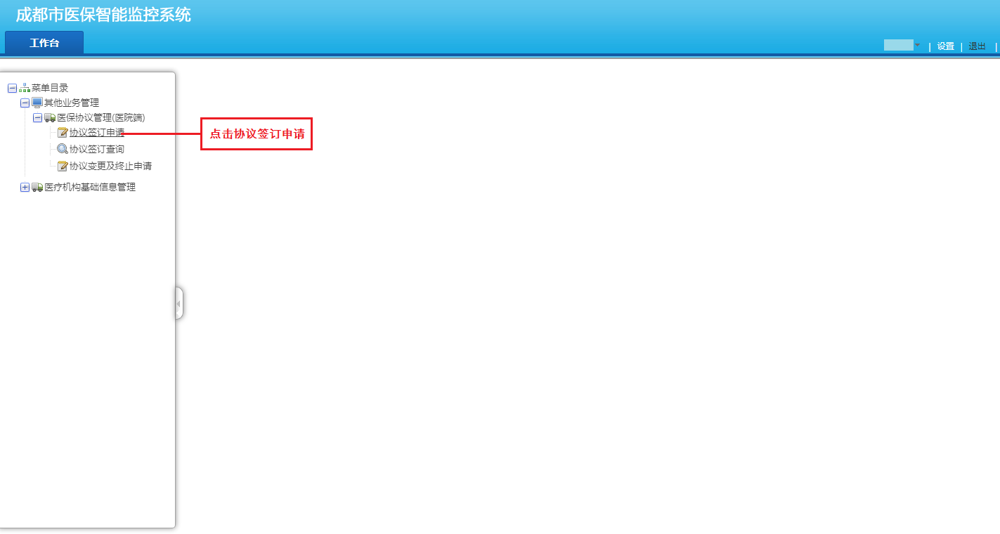 成都市医保智能监控系统
工作台
| 设置 | 退出 |
菜单目录
其他业务管理
医保协议管理(医院端)
协议签订申请
点击协议签订申请
协议签订查询
协议变更及终止申请
医疗机构基础信息管理